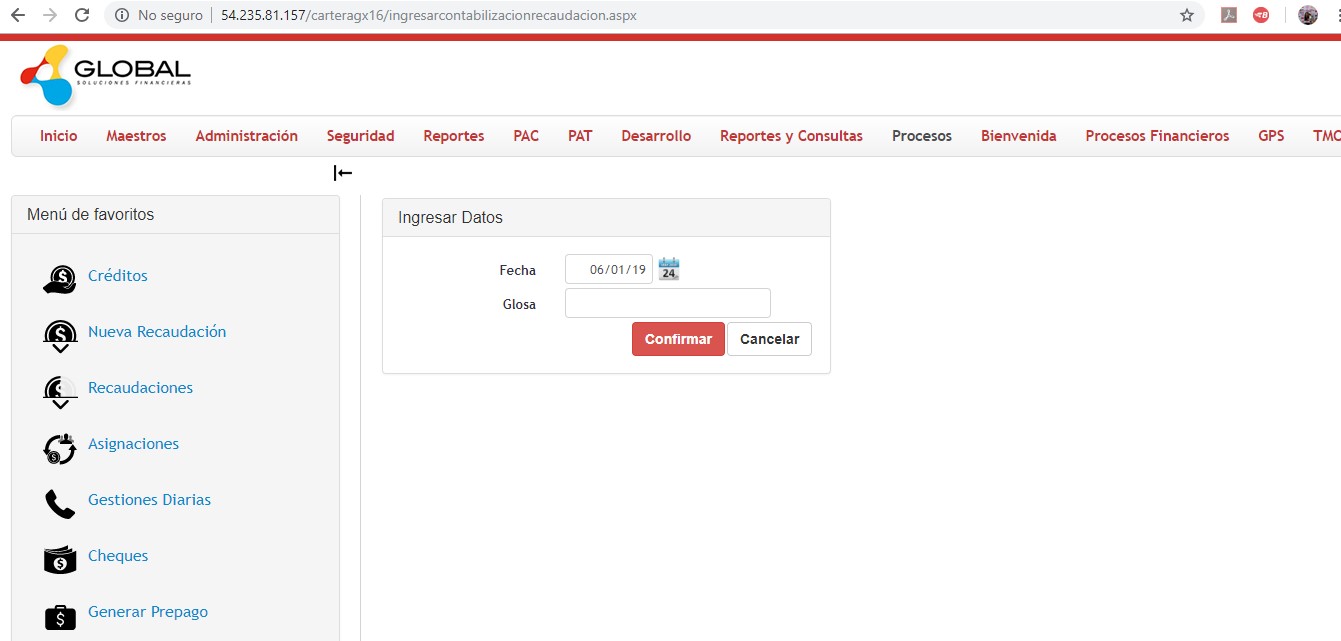 No seguro 54.235.81.157/carteragx16/ingresarcontabilizacionrecaudacion.aspx
GLOBAL
SOLUCIONES FINANCIERAS
Inicio Maestros Administración Seguridad Reportes PAC PAT Desarrollo Reportes y Consultas Procesos Bienvenida Procesos Financieros GPS TMO
Menú de favoritos
Créditos
Nueva Recaudación
Recaudaciones
Asignaciones
Gestiones Diarias
Cheques
Generar Prepago
Ingresar Datos
Fecha 06/01/19 24
Glosa
Confirmar Cancelar